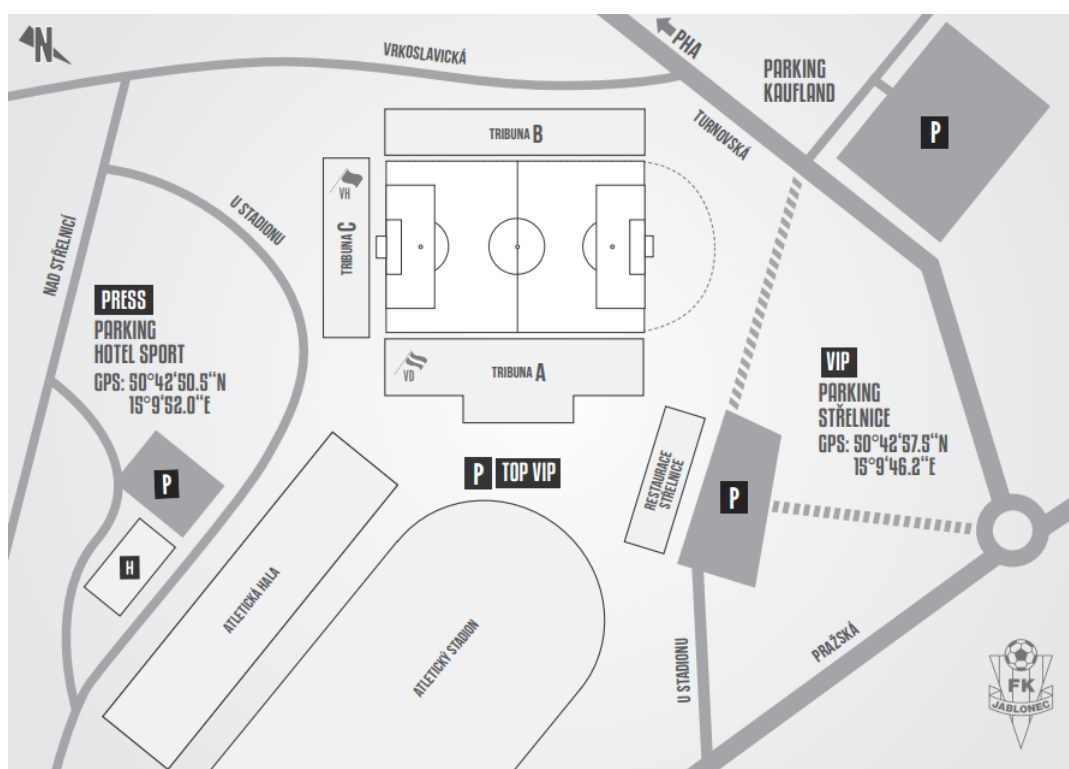 N
VRKOSLAVICKÁ
PHA
PARKING
KAUFLAND
P
TURNOVSKÁ
TRIBUNA B
VH
TRIBUNA C
U STADIONU
NAD STŘELNICÍ
PRESS
PARKING
HOTEL SPORT
GPS: 50°42'50.5"N
15°9'52.0"E
VD
TRIBUNA A
VIP
PARKING
STŘELNICE
GPS: 50°42'57.5"N
15°9'46.2"E
P
H
P TOP VIP
RESTAURACE
STŘELNICE
P
ATLETICKÁ HALA
ATLETICKÝ STADION
U STADIONU
PRAŽSKÁ
FK
JABLONEC